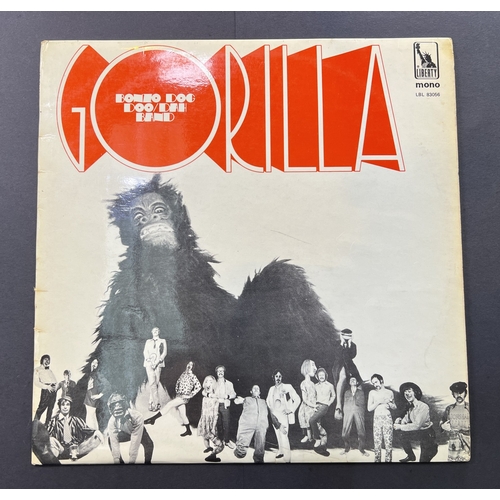 GORILLA
BONZO DOG
DOO/DAH
BAND
LIBERTY
mono
LBL 83056